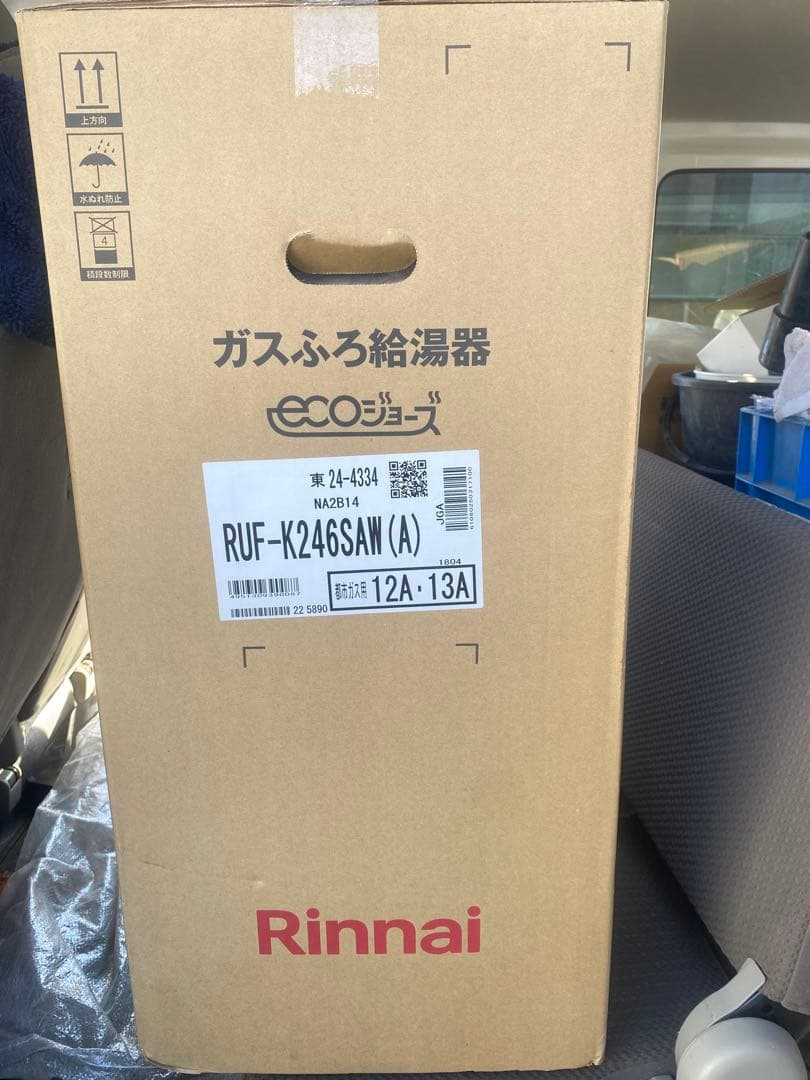 上方向
水ぬれ防止
4
積段数制限
ガスふろ給湯器
ecoジョーズ
東 24-4334
NA2B14
JGA
RUF-K246SAW(A)
1804
都市ガス用 12A・13A
4951309390087
22 5890
Rinnai